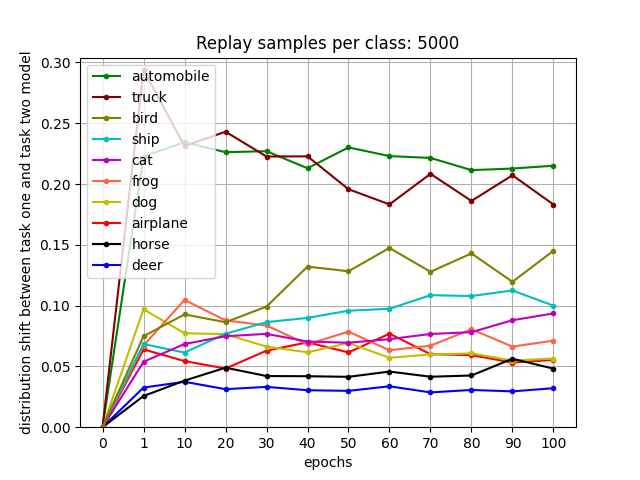 Replay samples per class: 5000
distribution shift between task one and task two model
0.30
0.25
0.20
0.15
0.10
0.05
0.00
automobile
truck
bird
ship
cat
frog
dog
airplane
horse
deer
0 1 10 20 30 40 50 60 70 80 90 100
epochs